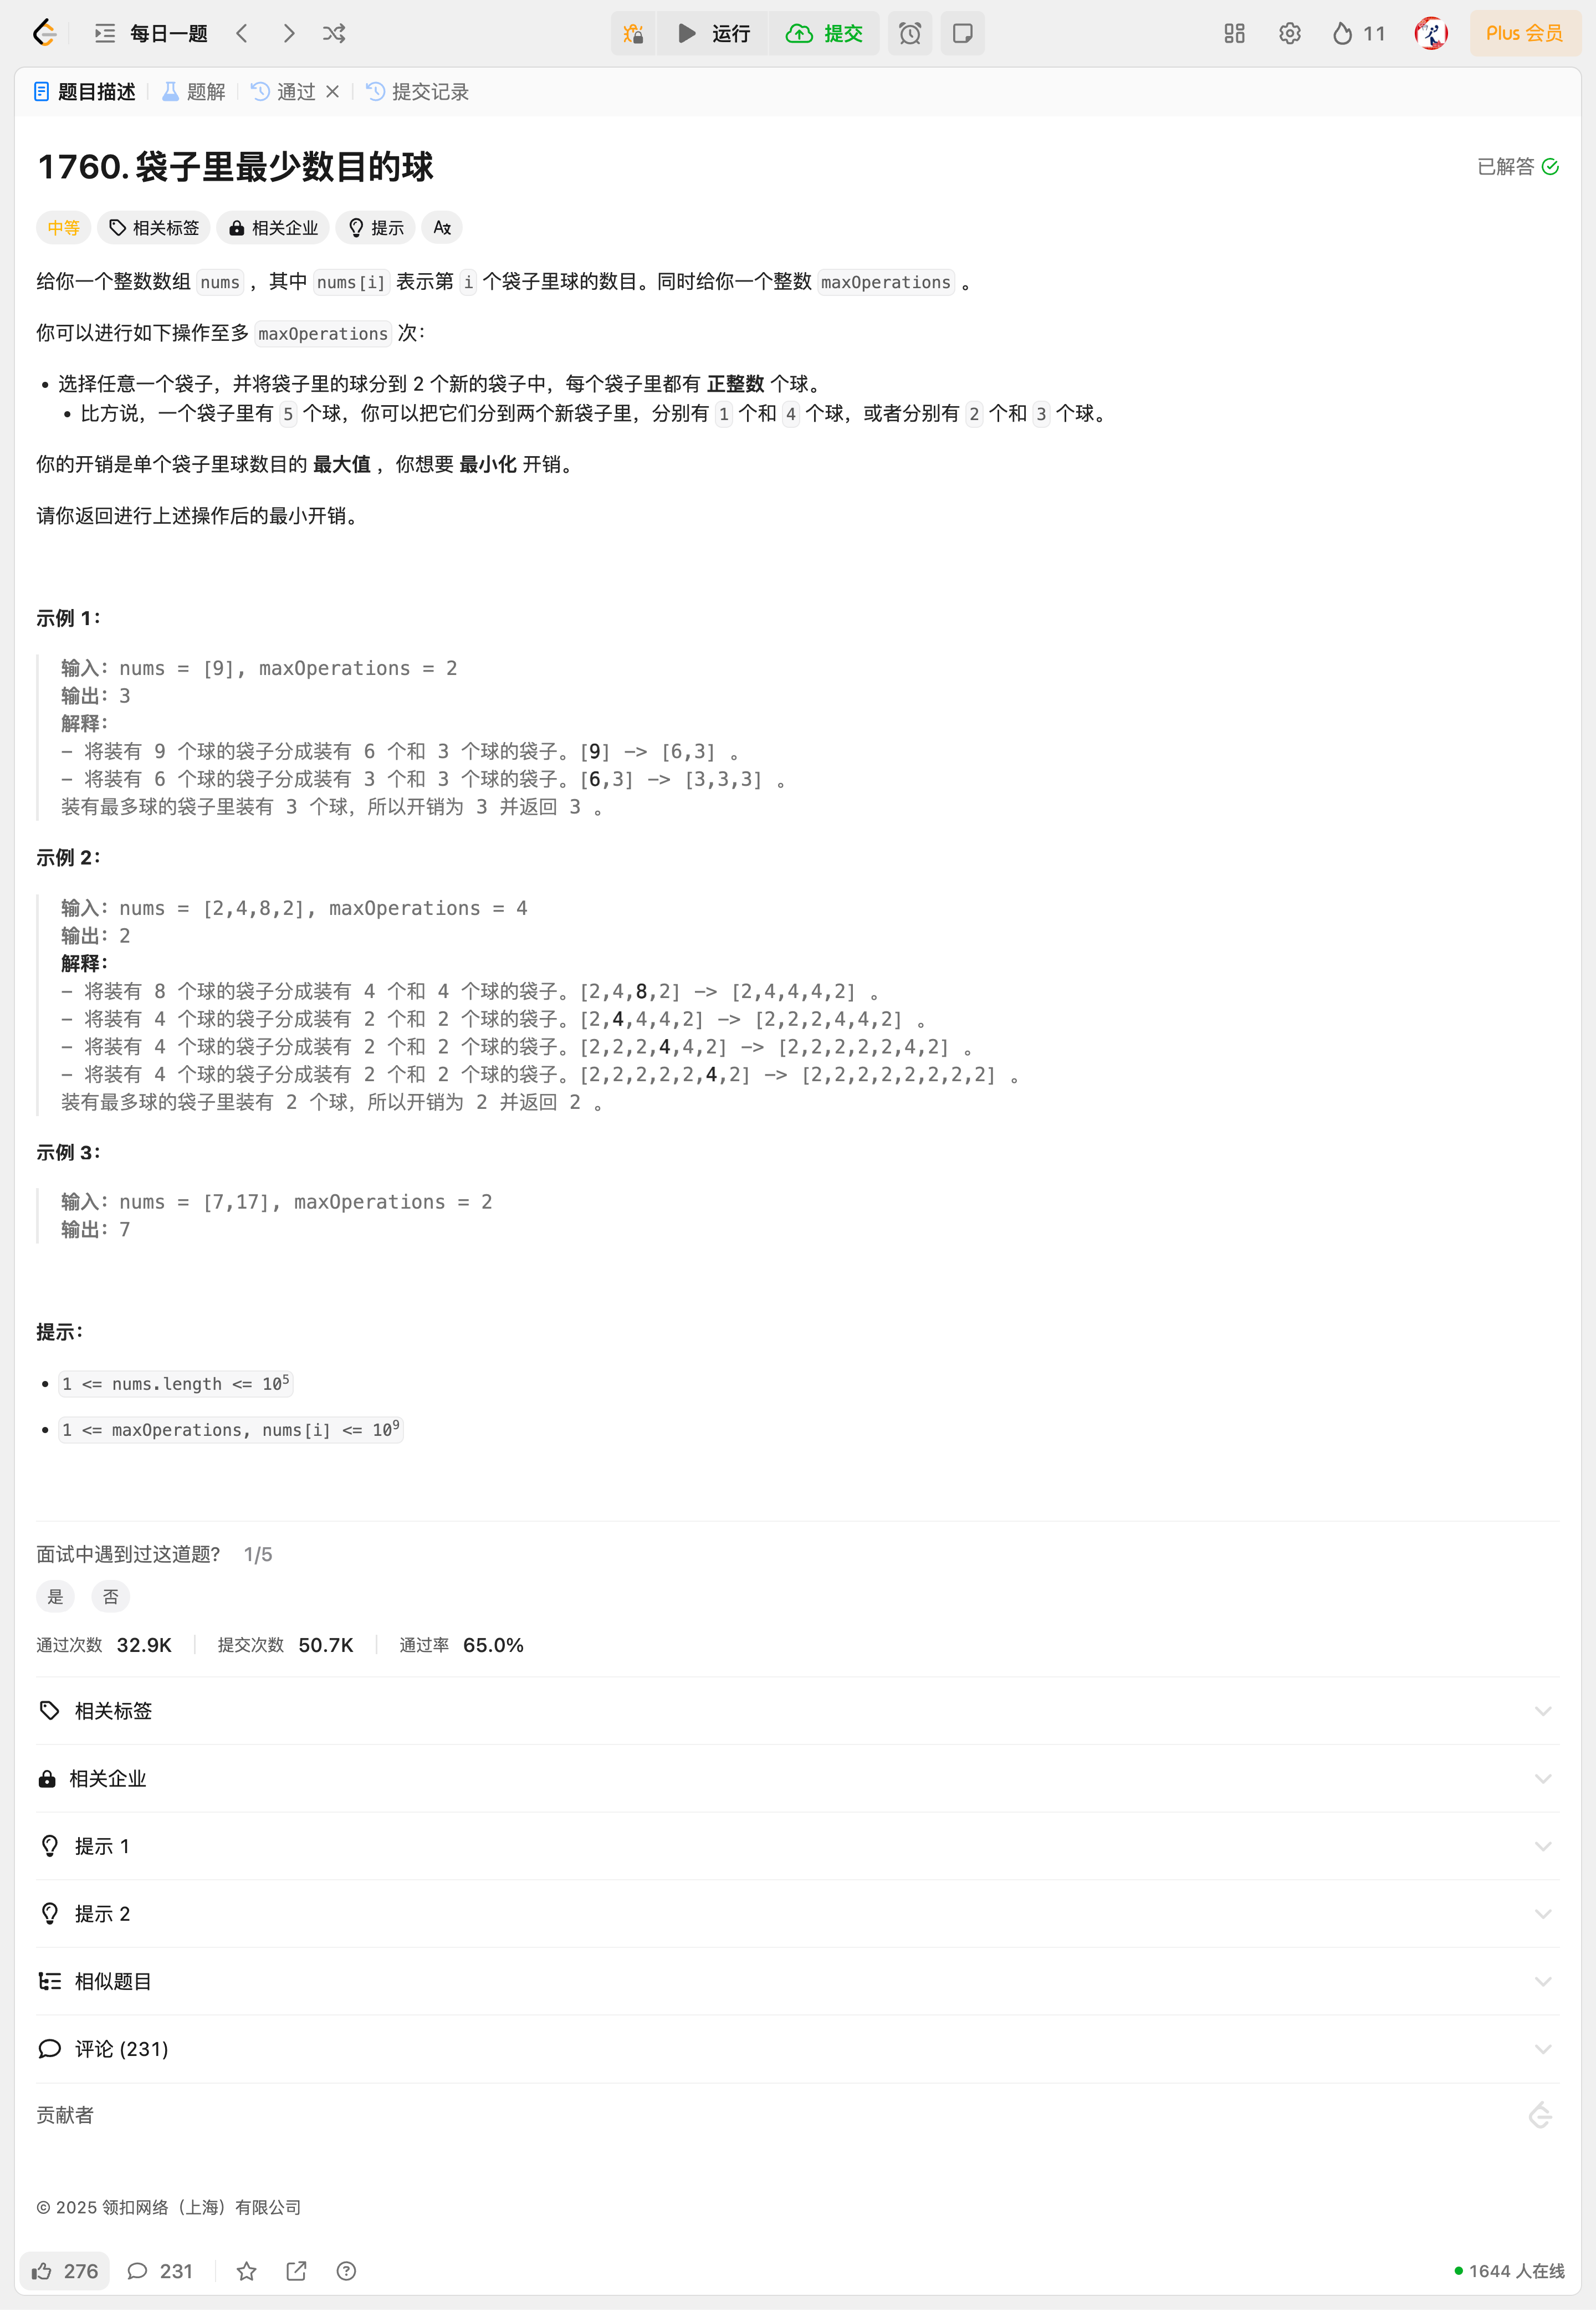 每日一题
运行
提交
11
Plus 会员
题目描述
题解
通过
提交记录
1760. 袋子里最少数目的球
已解答
中等
相关标签
相关企业
提示
给你一个整数数组 nums ，其中 nums[i] 表示第 i 个袋子里球的数目。同时给你一个整数 maxOperations 。
你可以进行如下操作至多 maxOperations 次：
• 选择任意一个袋子，并将袋子里的球分到 2 个新的袋子中，每个袋子里都有 正整数 个球。
• 比方说，一个袋子里有 5 个球，你可以把它们分到两个新袋子里，分别有 1 个和 4 个球，或者分别有 2 个和 3 个球。
你的开销是单个袋子里球数目的 最大值 ，你想要 最小化 开销。
请你返回进行上述操作后的最小开销。
示例 1：
输入：nums = [9], maxOperations = 2
输出：3
解释：
- 将装有 9 个球的袋子分成装有 6 个和 3 个球的袋子。[9] -> [6,3] 。
- 将装有 6 个球的袋子分成装有 3 个和 3 个球的袋子。[6,3] -> [3,3,3] 。
装有最多球的袋子里装有 3 个球，所以开销为 3 并返回 3 。
示例 2：
输入：nums = [2,4,8,2], maxOperations = 4
输出：2
解释：
- 将装有 8 个球的袋子分成装有 4 个和 4 个球的袋子。[2,4,8,2] -> [2,4,4,4,2] 。
- 将装有 4 个球的袋子分成装有 2 个和 2 个球的袋子。[2,4,4,4,2] -> [2,2,2,4,4,2] 。
- 将装有 4 个球的袋子分成装有 2 个和 2 个球的袋子。[2,2,2,4,4,2] -> [2,2,2,2,2,4,2] 。
- 将装有 4 个球的袋子分成装有 2 个和 2 个球的袋子。[2,2,2,2,2,4,2] -> [2,2,2,2,2,2,2,2] 。
装有最多球的袋子里装有 2 个球，所以开销为 2 并返回 2 。
示例 3：
输入：nums = [7,17], maxOperations = 2
输出：7
提示：
• 1 <= nums.length <= 10⁵
• 1 <= maxOperations, nums[i] <= 10⁹
面试中遇到过这道题? 1/5
是 否
通过次数 32.9K 提交次数 50.7K 通过率 65.0%
相关标签
相关企业
提示 1
提示 2
相似题目
评论 (231)
贡献者
© 2025 领扣网络（上海）有限公司
276
231
1644 人在线